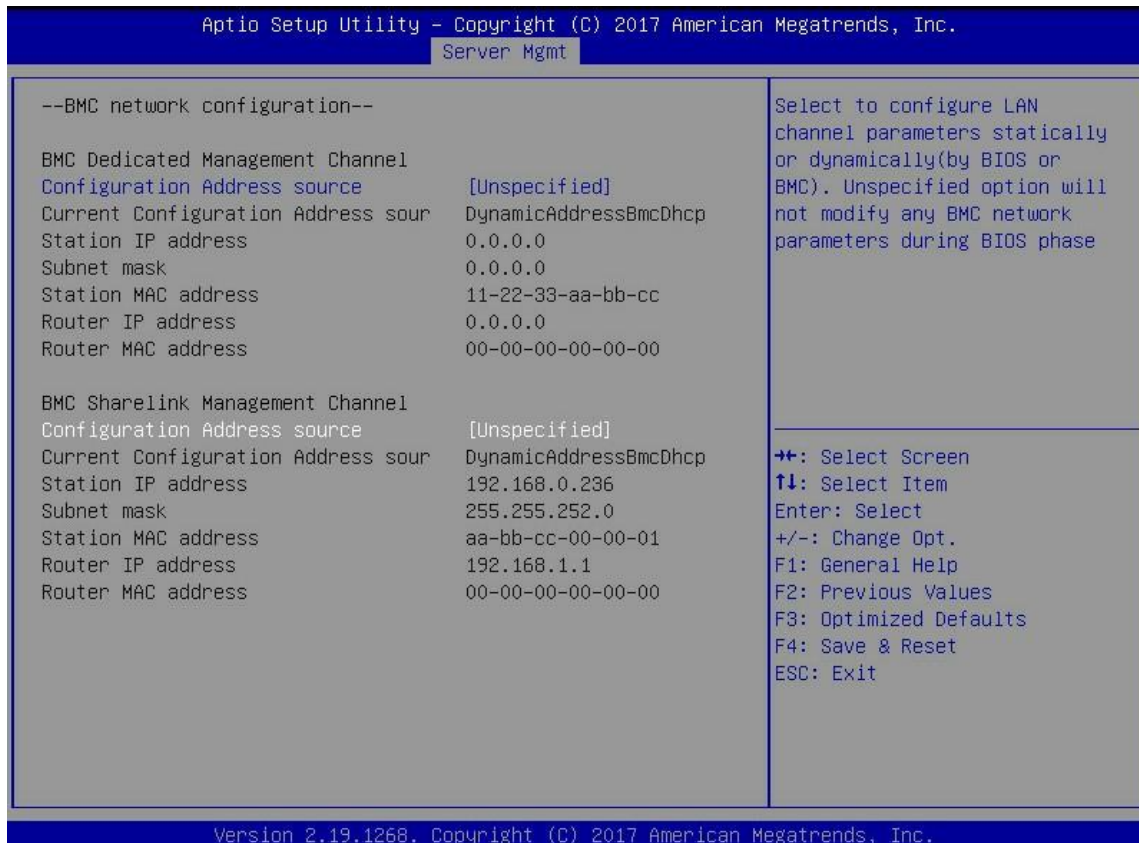 Aptio Setup Utility - Copyright (C) 2017 American Megatrends, Inc.
Server Mgmt
--BMC network configuration--
BMC Dedicated Management Channel
Configuration Address source [Unspecified]
Current Configuration Address sour DynamicAddressBmcDhcp
Station IP address 0.0.0.0
Subnet mask 0.0.0.0
Station MAC address 11-22-33-aa-bb-cc
Router IP address 0.0.0.0
Router MAC address 00-00-00-00-00-00
BMC Sharelink Management Channel
Configuration Address source [Unspecified]
Current Configuration Address sour DynamicAddressBmcDhcp
Station IP address 192.168.0.236
Subnet mask 255.255.252.0
Station MAC address aa-bb-cc-00-00-01
Router IP address 192.168.1.1
Router MAC address 00-00-00-00-00-00
Select to configure LAN
channel parameters statically
or dynamically(by BIOS or
BMC). Unspecified option will
not modify any BMC network
parameters during BIOS phase
→←: Select Screen
↑↓: Select Item
Enter: Select
+/-: Change Opt.
F1: General Help
F2: Previous Values
F3: Optimized Defaults
F4: Save & Reset
ESC: Exit
Version 2.19.1268. Copyright (C) 2017 American Megatrends, Inc.